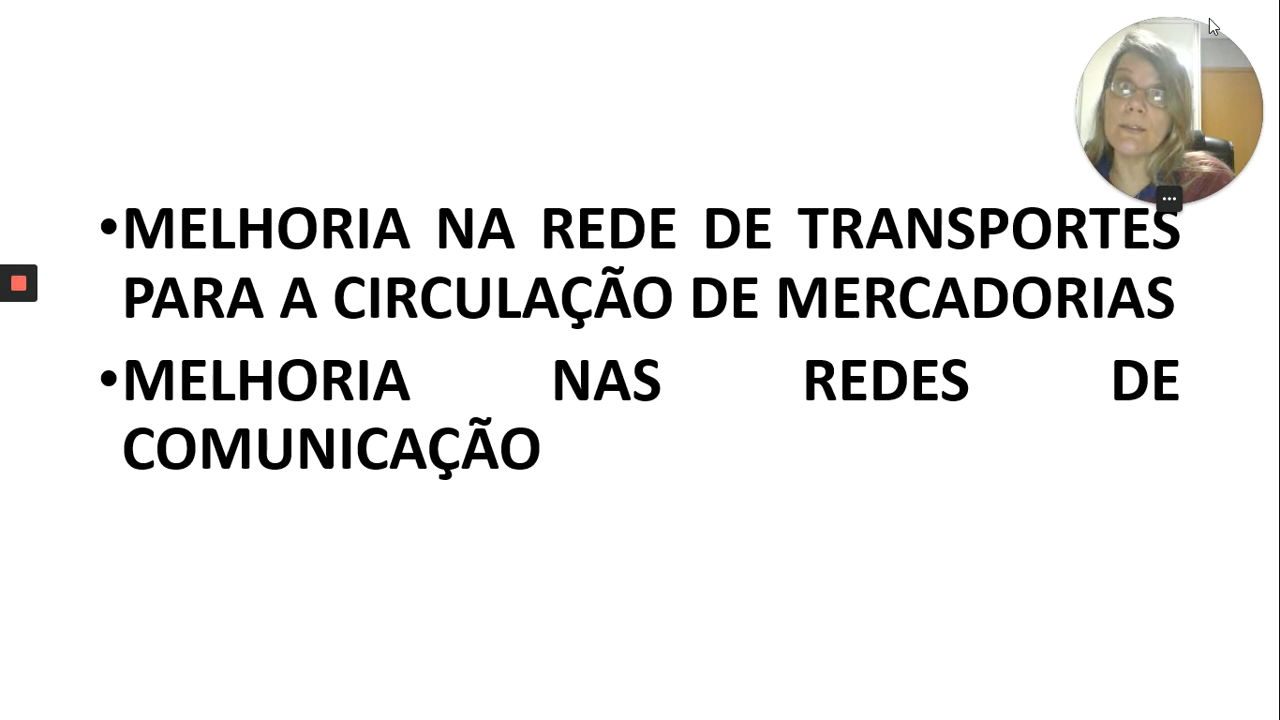 •MELHORIA NA REDE DE TRANSPORTES
PARA A CIRCULAÇÃO DE MERCADORIAS
•MELHORIA NAS REDES DE
COMUNICAÇÃO